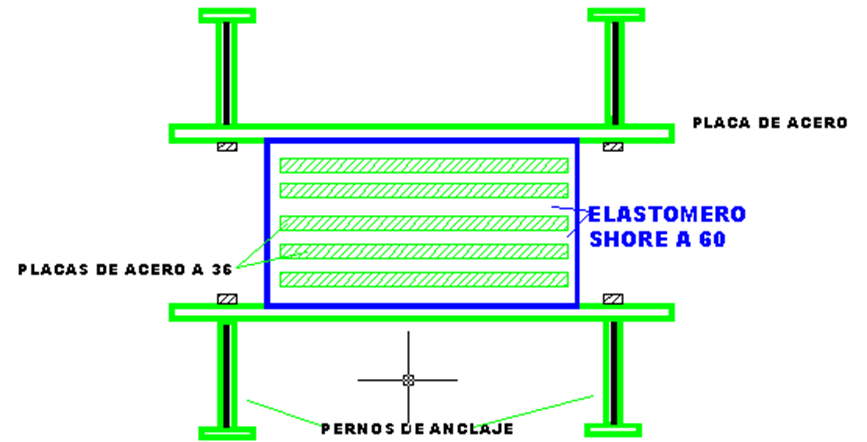 PLACA DE ACERO
ELASTOMERO
SHORE A 60
PLACAS DE ACERO A 36
PERNOS DE ANCLAJE